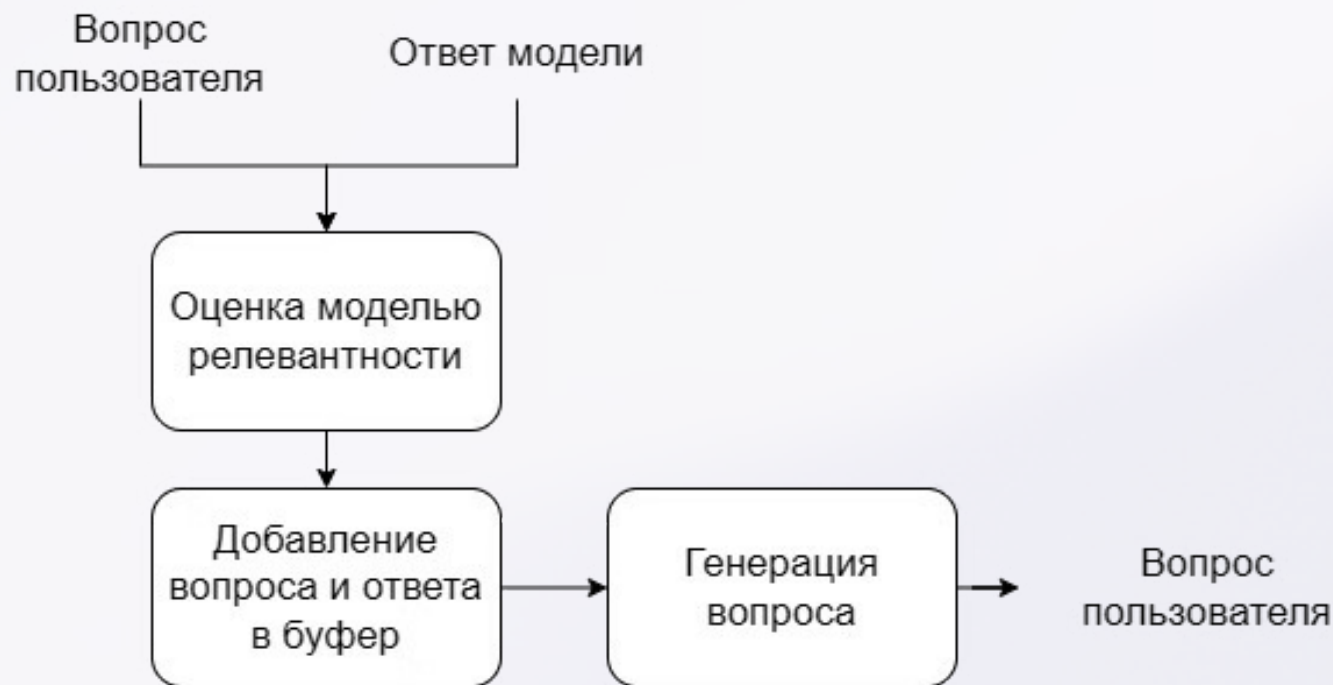 Вопрос
пользователя
Ответ модели
Оценка моделью
релевантности
Добавление
вопроса и ответа
в буфер
Генерация
вопроса
Вопрос
пользователя